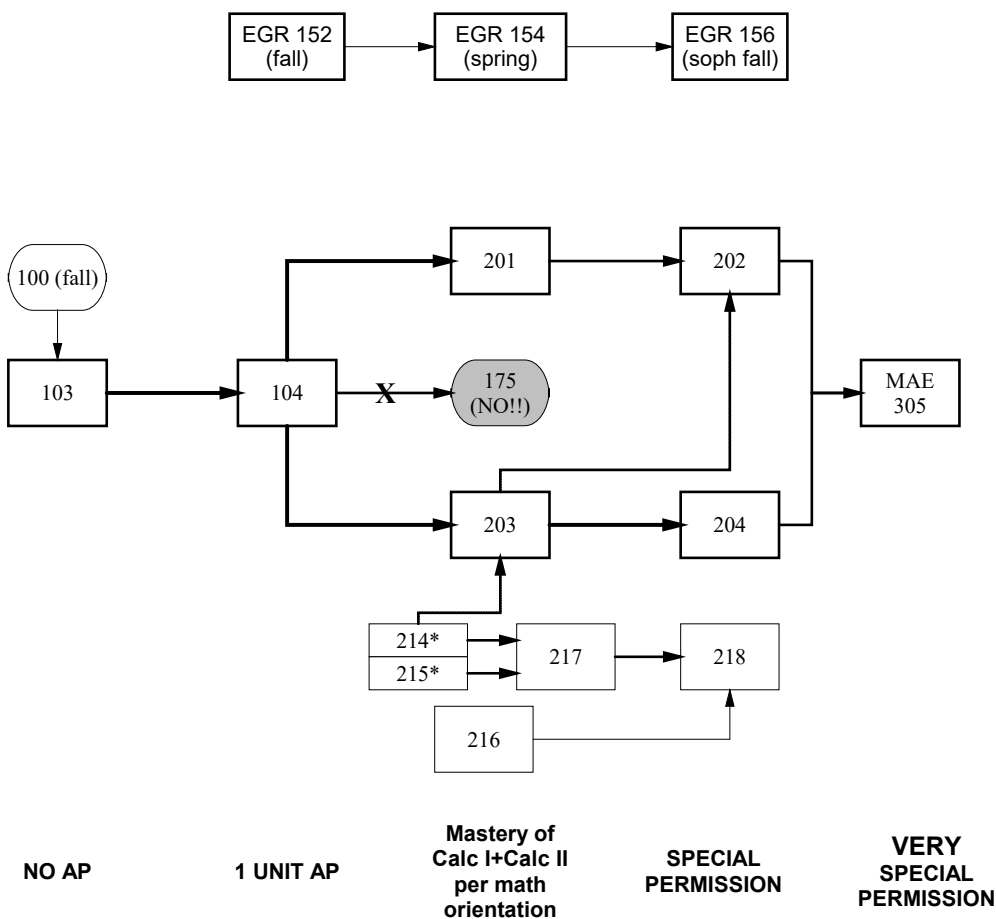 EGR 152
(fall)
EGR 154
(spring)
EGR 156
(soph fall)
100 (fall)
201
202
103
104
X
175
(NO!!)
MAE
305
203
204
214*
215*
217
218
216
NO AP
1 UNIT AP
Mastery of
Calc I+Calc II
per math
orientation
SPECIAL
PERMISSION
VERY
SPECIAL
PERMISSION